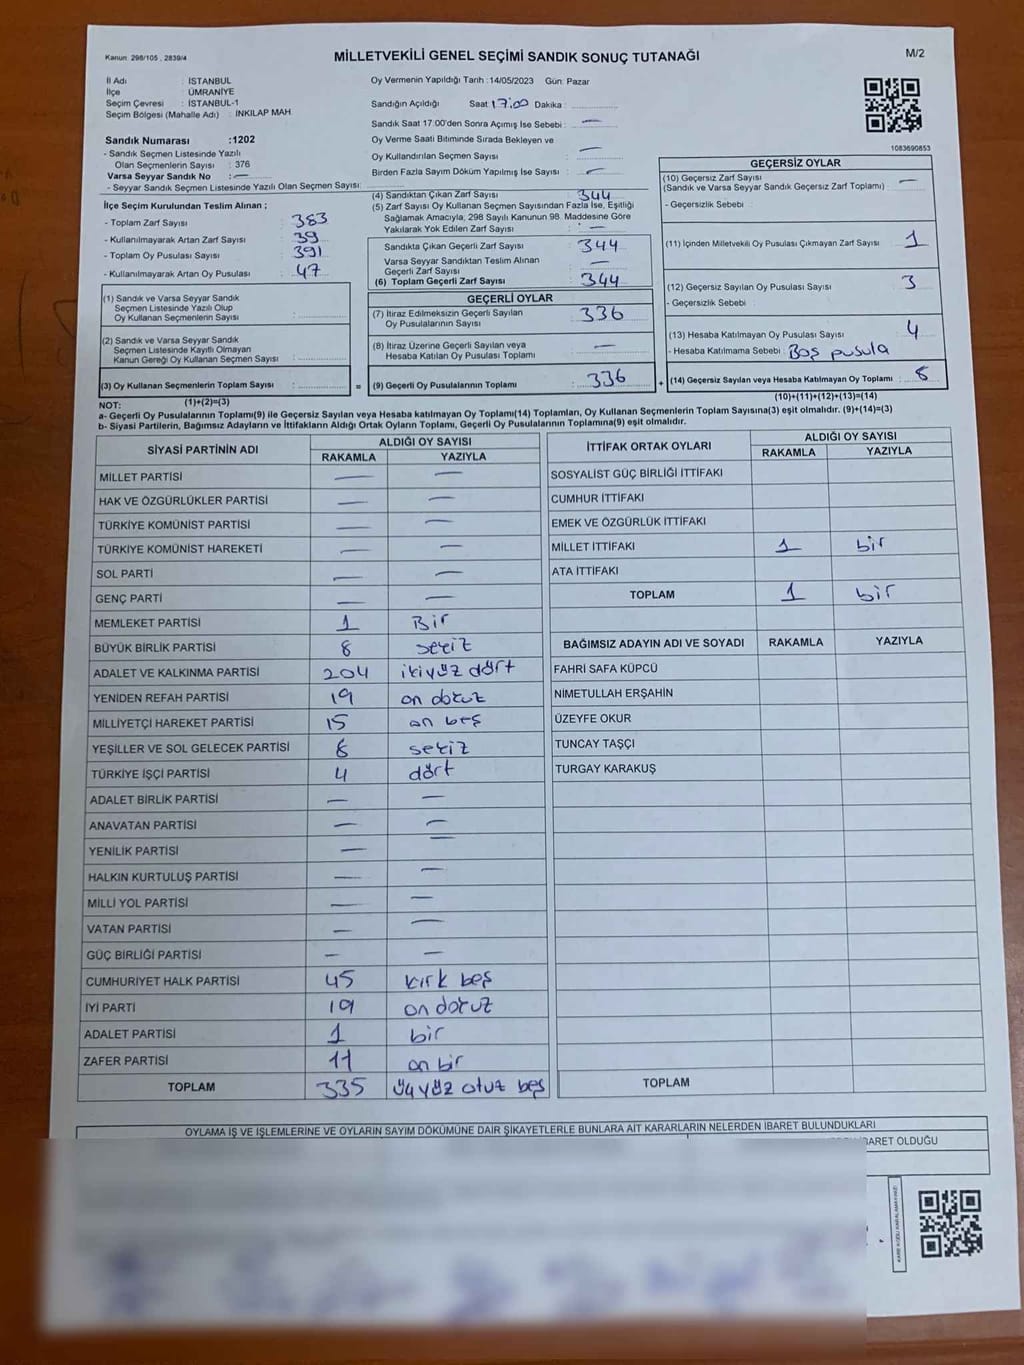 Kanun: 298/105 , 2839/4
MİLLETVEKİLİ GENEL SEÇİMİ SANDIK SONUÇ TUTANAĞI
M/2
İl Adı : İSTANBUL
İlçe : ÜMRANİYE
Seçim Çevresi : İSTANBUL-1
Seçim Bölgesi (Mahalle Adı) : İNKILAP MAH.
Sandık Numarası :1202
- Sandık Seçmen Listesinde Yazılı
Olan Seçmenlerin Sayısı : 376
Varsa Seyyar Sandık No : —
- Seyyar Sandık Seçmen Listesinde Yazılı Olan Seçmen Sayısı:
İlçe Seçim Kurulundan Teslim Alınan ;
- Toplam Zarf Sayısı : 383
- Kullanılmayarak Artan Zarf Sayısı : 39
- Toplam Oy Pusulası Sayısı : 391
- Kullanılmayarak Artan Oy Pusulası : 47
(1) Sandık ve Varsa Seyyar Sandık
Seçmen Listesinde Yazılı Olup
Oy Kullanan Seçmenlerin Sayısı :
(2) Sandık ve Varsa Seyyar Sandık
Seçmen Listesinde Kayıtlı Olmayan
Kanun Gereği Oy Kullanan Seçmen Sayısı :
(3) Oy Kullanan Seçmenlerin Toplam Sayısı :
(1)+(2)=(3)
Oy Vermenin Yapıldığı Tarih :14/05/2023 Gün: Pazar
Sandığın Açıldığı Saat: 17:00 Dakika :
Sandık Saat 17:00'den Sonra Açımış İse Sebebi : —
Oy Verme Saati Bitiminde Sırada Bekleyen ve
Oy Kullandırılan Seçmen Sayısı : —
Birden Fazla Sayım Döküm Yapılmış İse Sayısı : —
(4) Sandıktan Çıkan Zarf Sayısı : 344
(5) Zarf Sayısı Oy Kullanan Seçmen Sayısından Fazla İse, Eşitliği
Sağlamak Amacıyla, 298 Sayılı Kanunun 98. Maddesine Göre
Yakılarak Yok Edilen Zarf Sayısı : —
Sandıkta Çıkan Geçerli Zarf Sayısı : 344
Varsa Seyyar Sandıktan Teslim Alınan
Geçerli Zarf Sayısı : —
(6) Toplam Geçerli Zarf Sayısı : 344
GEÇERLİ OYLAR
(7) İtiraz Edilmeksizin Geçerli Sayılan
Oy Pusulalarının Sayısı : 336
(8) İtiraz Üzerine Geçerli Sayılan veya
Hesaba Katılan Oy Pusulası Toplamı : —
= (9) Geçerli Oy Pusulalarının Toplamı : 336 +
1083690853
GEÇERSİZ OYLAR
(10) Geçersiz Zarf Sayısı
(Sandık ve Varsa Seyyar Sandık Geçersiz Zarf Toplamı) : —
- Geçersizlik Sebebi :
(11) İçinden Milletvekili Oy Pusulası Çıkmayan Zarf Sayısı : 1
(12) Geçersiz Sayılan Oy Pusulası Sayısı : 3
- Geçersizlik Sebebi :
(13) Hesaba Katılmayan Oy Pusulası Sayısı : 4
- Hesaba Katılmama Sebebi : Boş pusula
(14) Geçersiz Sayılan veya Hesaba Katılmayan Oy Toplamı : 8
(10)+(11)+(12)+(13)=(14)
NOT:
a- Geçerli Oy Pusulalarının Toplamı(9) ile Geçersiz Sayılan veya Hesaba katılmayan Oy Toplamı(14) Toplamları, Oy Kullanan Seçmenlerin Toplam Sayısına(3) eşit olmalıdır. (9)+(14)=(3)
b- Siyasi Partilerin, Bağımsız Adayların ve İttifakların Aldığı Ortak Oyların Toplamı, Geçerli Oy Pusulalarının Toplamına(9) eşit olmalıdır.
SİYASİ PARTİNİN ADI ALDIĞI OY SAYISI
RAKAMLA YAZIYLA
MİLLET PARTİSİ — —
HAK VE ÖZGÜRLÜKLER PARTİSİ — —
TÜRKİYE KOMÜNİST PARTİSİ — —
TÜRKİYE KOMÜNİST HAREKETİ — —
SOL PARTİ — —
GENÇ PARTİ — —
MEMLEKET PARTİSİ 1 Bir
BÜYÜK BİRLİK PARTİSİ 8 sekiz
ADALET VE KALKINMA PARTİSİ 204 ikiyüz dört
YENİDEN REFAH PARTİSİ 19 on dokuz
MİLLİYETÇİ HAREKET PARTİSİ 15 on beş
YEŞİLLER VE SOL GELECEK PARTİSİ 8 sekiz
TÜRKİYE İŞÇİ PARTİSİ 4 dört
ADALET BİRLİK PARTİSİ — —
ANAVATAN PARTİSİ — —
YENİLİK PARTİSİ — —
HALKIN KURTULUŞ PARTİSİ — —
MİLLİ YOL PARTİSİ — —
VATAN PARTİSİ — —
GÜÇ BİRLİĞİ PARTİSİ — —
CUMHURİYET HALK PARTİSİ 45 kırk beş
İYİ PARTİ 19 on dokuz
ADALET PARTİSİ 1 bir
ZAFER PARTİSİ 11 on bir
TOPLAM 335 üçyüz otuz beş
İTTİFAK ORTAK OYLARI ALDIĞI OY SAYISI
RAKAMLA YAZIYLA
SOSYALİST GÜÇ BİRLİĞİ İTTİFAKI
CUMHUR İTTİFAKI
EMEK VE ÖZGÜRLÜK İTTİFAKI
MİLLET İTTİFAKI 1 bir
ATA İTTİFAKI
TOPLAM 1 bir
BAĞIMSIZ ADAYIN ADI VE SOYADI RAKAMLA YAZIYLA
FAHRİ SAFA KÜPCÜ
NİMETULLAH ERŞAHİN
ÜZEYFE OKUR
TUNCAY TAŞÇI
TURGAY KARAKUŞ
TOPLAM
OYLAMA İŞ VE İŞLEMLERİNE VE OYLARIN SAYIM DÖKÜMÜNE DAİR ŞİKAYETLERLE BUNLARA AİT KARARLARIN NELERDEN İBARET BULUNDUKLARI
İBARET OLDUĞU